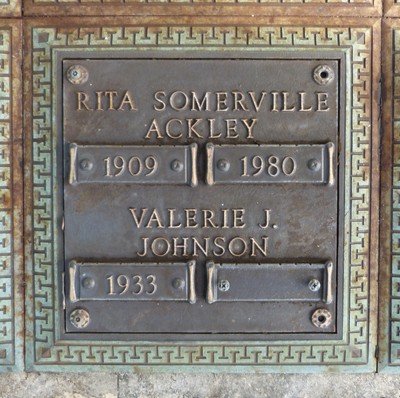 RITA SOMERVILLE
ACKLEY
1909 1980
VALERIE J.
JOHNSON
1933